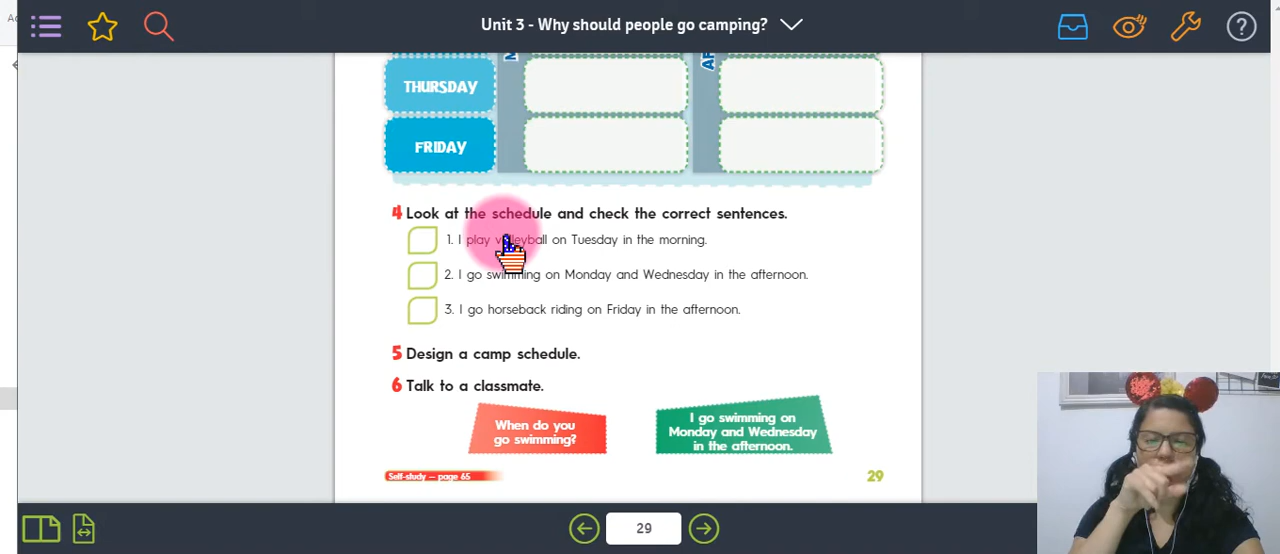 Unit 3 - Why should people go camping?
THURSDAY
FRIDAY
4 Look at the schedule and check the correct sentences.
1. I play volleyball on Tuesday in the morning.
2. I go swimming on Monday and Wednesday in the afternoon.
3. I go horseback riding on Friday in the afternoon.
5 Design a camp schedule.
6 Talk to a classmate.
When do you
go swimming?
I go swimming on
Monday and Wednesday
in the afternoon.
Self-study — page 65
29
29